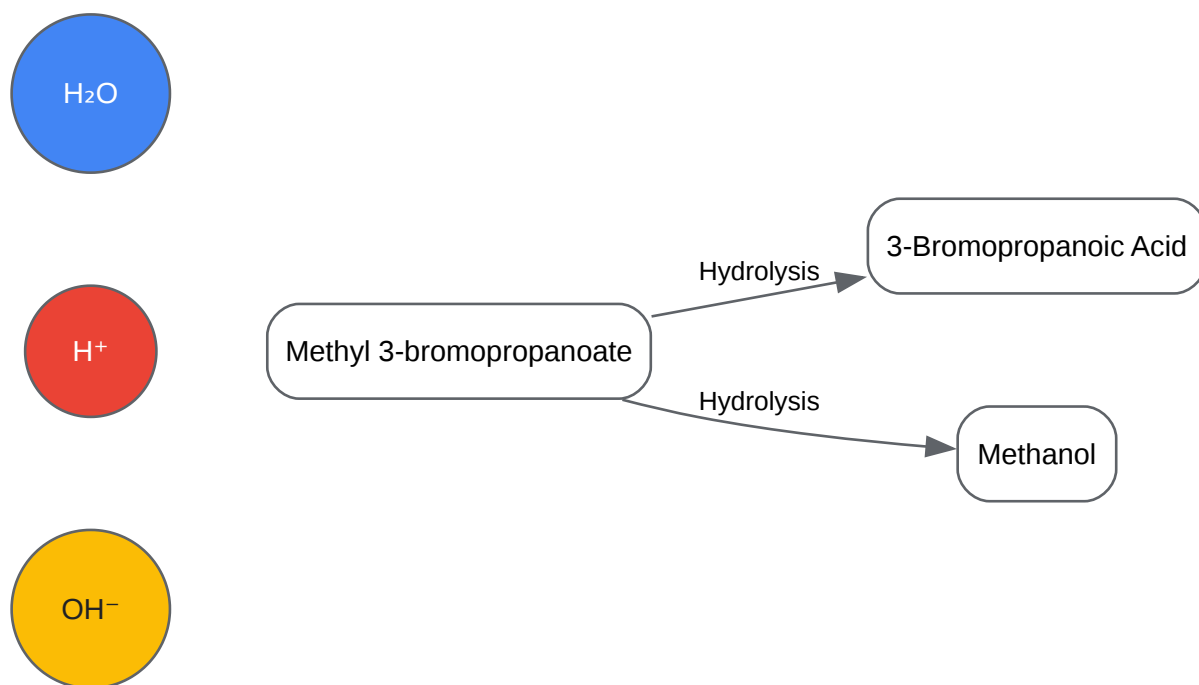 H₂O
3-Bromopropanoic Acid
Hydrolysis
H⁺
Methyl 3-bromopropanoate
Hydrolysis
Methanol
OH⁻